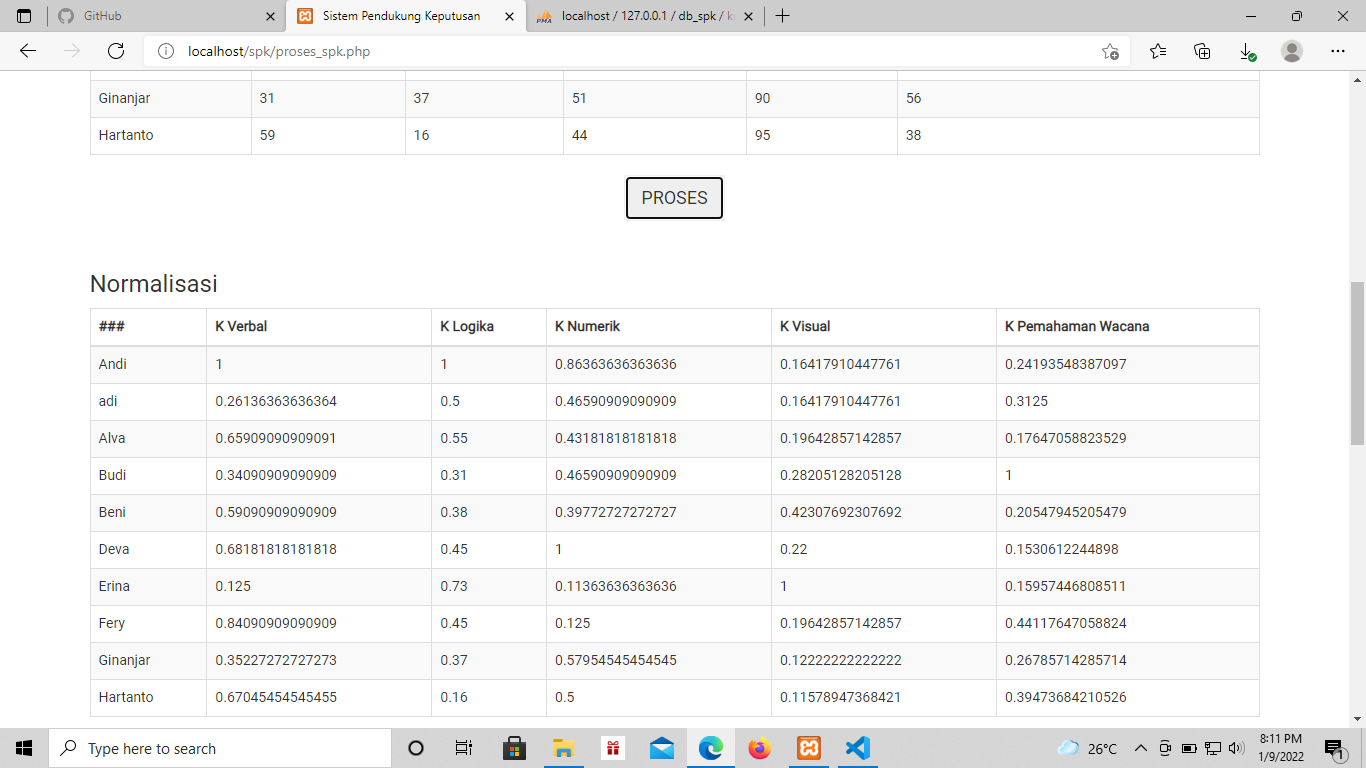 GitHub
Sistem Pendukung Keputusan
PMA localhost / 127.0.0.1 / db_spk /
localhost/spk/proses_spk.php
Ginanjar 31 37 51 90 56
Hartanto 59 16 44 95 38
PROSES
Normalisasi
### K Verbal K Logika K Numerik K Visual K Pemahaman Wacana
Andi 1 1 0.86363636363636 0.16417910447761 0.24193548387097
adi 0.26136363636364 0.5 0.46590909090909 0.16417910447761 0.3125
Alva 0.65909090909091 0.55 0.43181818181818 0.19642857142857 0.17647058823529
Budi 0.34090909090909 0.31 0.46590909090909 0.28205128205128 1
Beni 0.59090909090909 0.38 0.39772727272727 0.42307692307692 0.20547945205479
Deva 0.68181818181818 0.45 1 0.22 0.1530612244898
Erina 0.125 0.73 0.11363636363636 1 0.15957446808511
Fery 0.84090909090909 0.45 0.125 0.19642857142857 0.44117647058824
Ginanjar 0.35227272727273 0.37 0.57954545454545 0.12222222222222 0.26785714285714
Hartanto 0.67045454545455 0.16 0.5 0.11578947368421 0.39473684210526
Type here to search
26°C
8:11 PM
1/9/2022
1